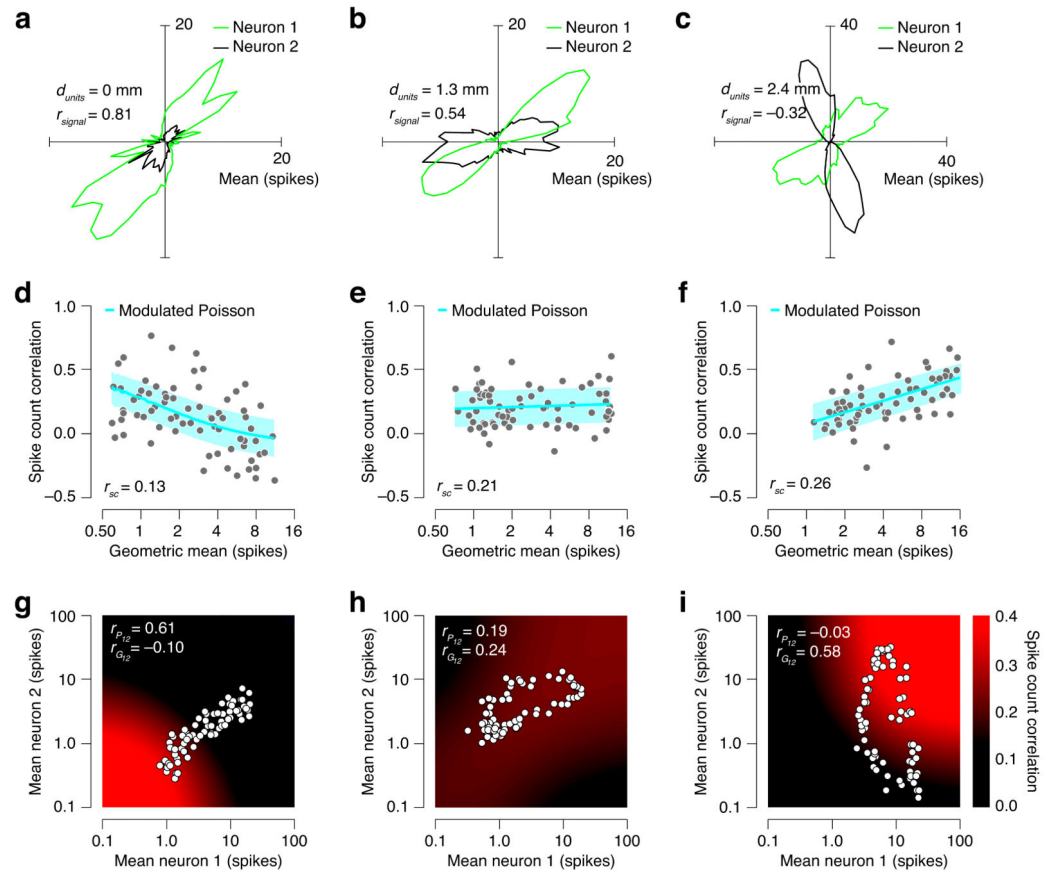 a
20
Neuron 1
Neuron 2
d_units = 0 mm
r_signal = 0.81
20
Mean (spikes)
b
20
Neuron 1
Neuron 2
d_units = 1.3 mm
r_signal = 0.54
20
Mean (spikes)
c
40
Neuron 1
Neuron 2
d_units = 2.4 mm
r_signal = –0.32
40
Mean (spikes)
d
Spike count correlation
1.0
0.5
0.0
–0.5
Modulated Poisson
r_sc = 0.13
0.50 1 2 4 8 16
Geometric mean (spikes)
e
Spike count correlation
1.0
0.5
0.0
–0.5
Modulated Poisson
r_sc = 0.21
0.50 1 2 4 8 16
Geometric mean (spikes)
f
Spike count correlation
1.0
0.5
0.0
–0.5
Modulated Poisson
r_sc = 0.26
0.50 1 2 4 8 16
Geometric mean (spikes)
g
Mean neuron 2 (spikes)
100
10
1.0
0.1
r_P12 = 0.61
r_G12 = –0.10
0.1 1.0 10 100
Mean neuron 1 (spikes)
h
Mean neuron 2 (spikes)
100
10
1.0
0.1
r_P12 = 0.19
r_G12 = 0.24
0.1 1.0 10 100
Mean neuron 1 (spikes)
i
Mean neuron 2 (spikes)
100
10
1.0
0.1
r_P12 = –0.03
r_G12 = 0.58
0.1 1.0 10 100
Mean neuron 1 (spikes)
0.4
0.3
0.2
0.1
0.0
Spike count correlation